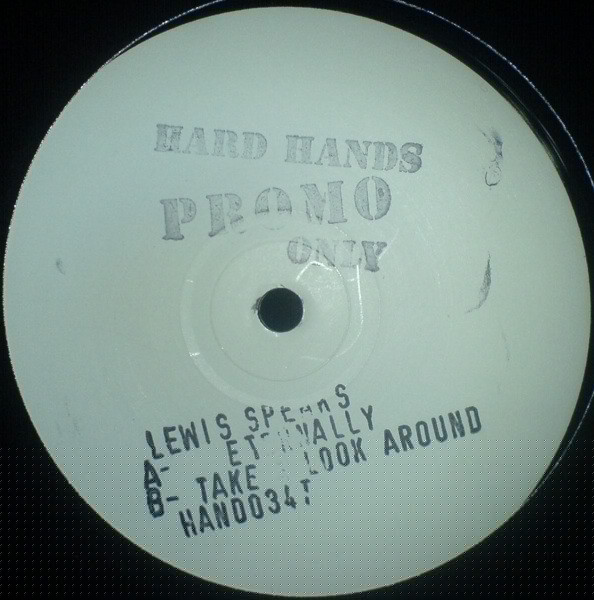 HARD HANDS
PROMO
ONLY
LEWIS SPEARS
A- ETERNALLY
B- TAKE A LOOK AROUND
HAND034T